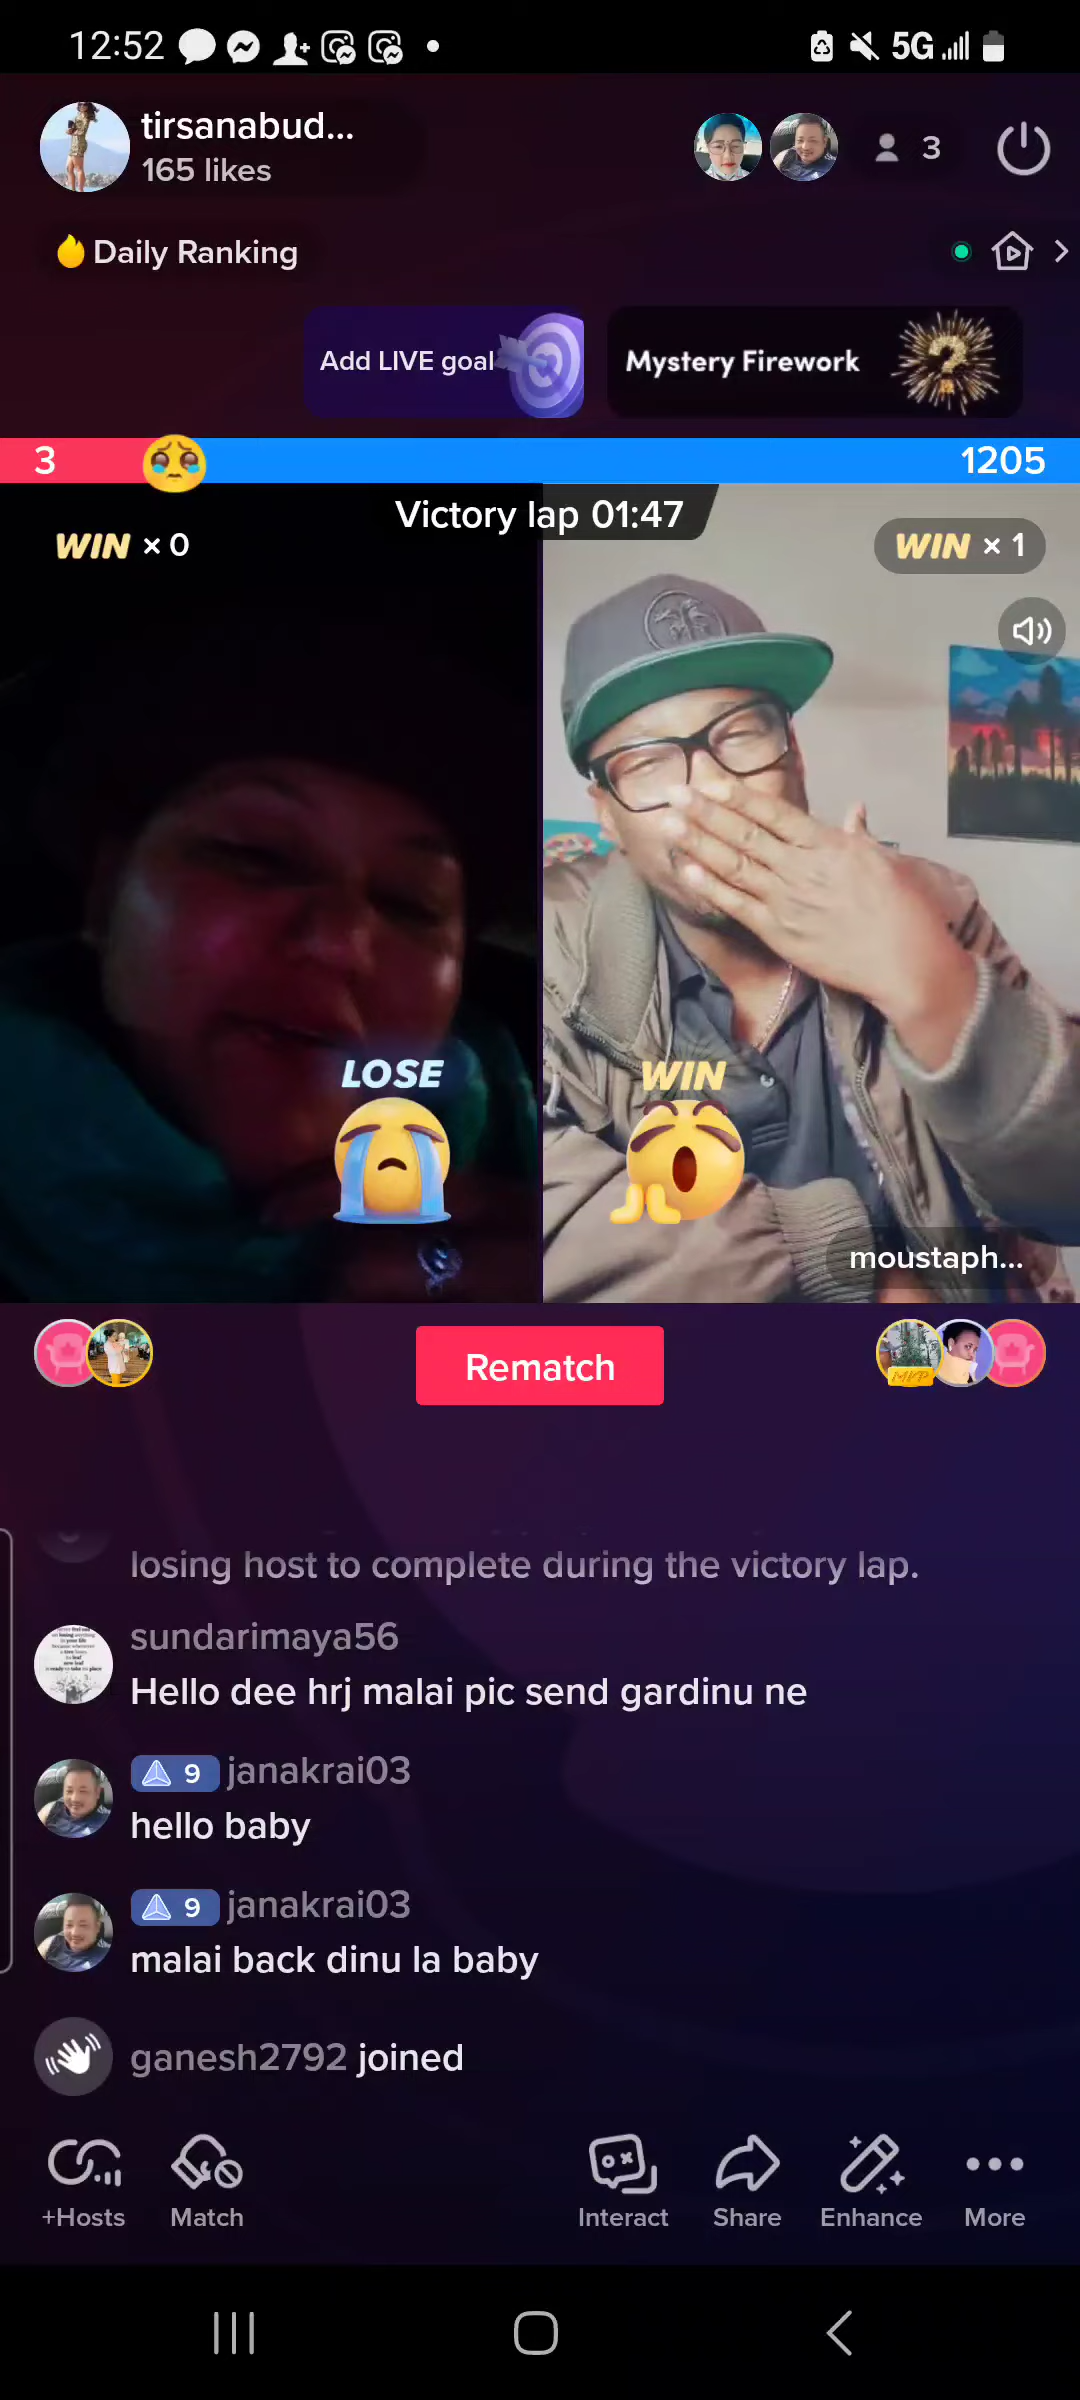 12:52
5G
tirsanabud...
165 likes
3
Daily Ranking
Add LIVE goal
Mystery Firework
3
1205
Victory lap 01:47
WIN × 0
WIN × 1
LOSE
WIN
moustaph...
MVP
Rematch
losing host to complete during the victory lap.
sundarimaya56
Hello dee hrj malai pic send gardinu ne
9 janakrai03
hello baby
9 janakrai03
malai back dinu la baby
ganesh2792 joined
+Hosts
Match
Interact
Share
Enhance
More